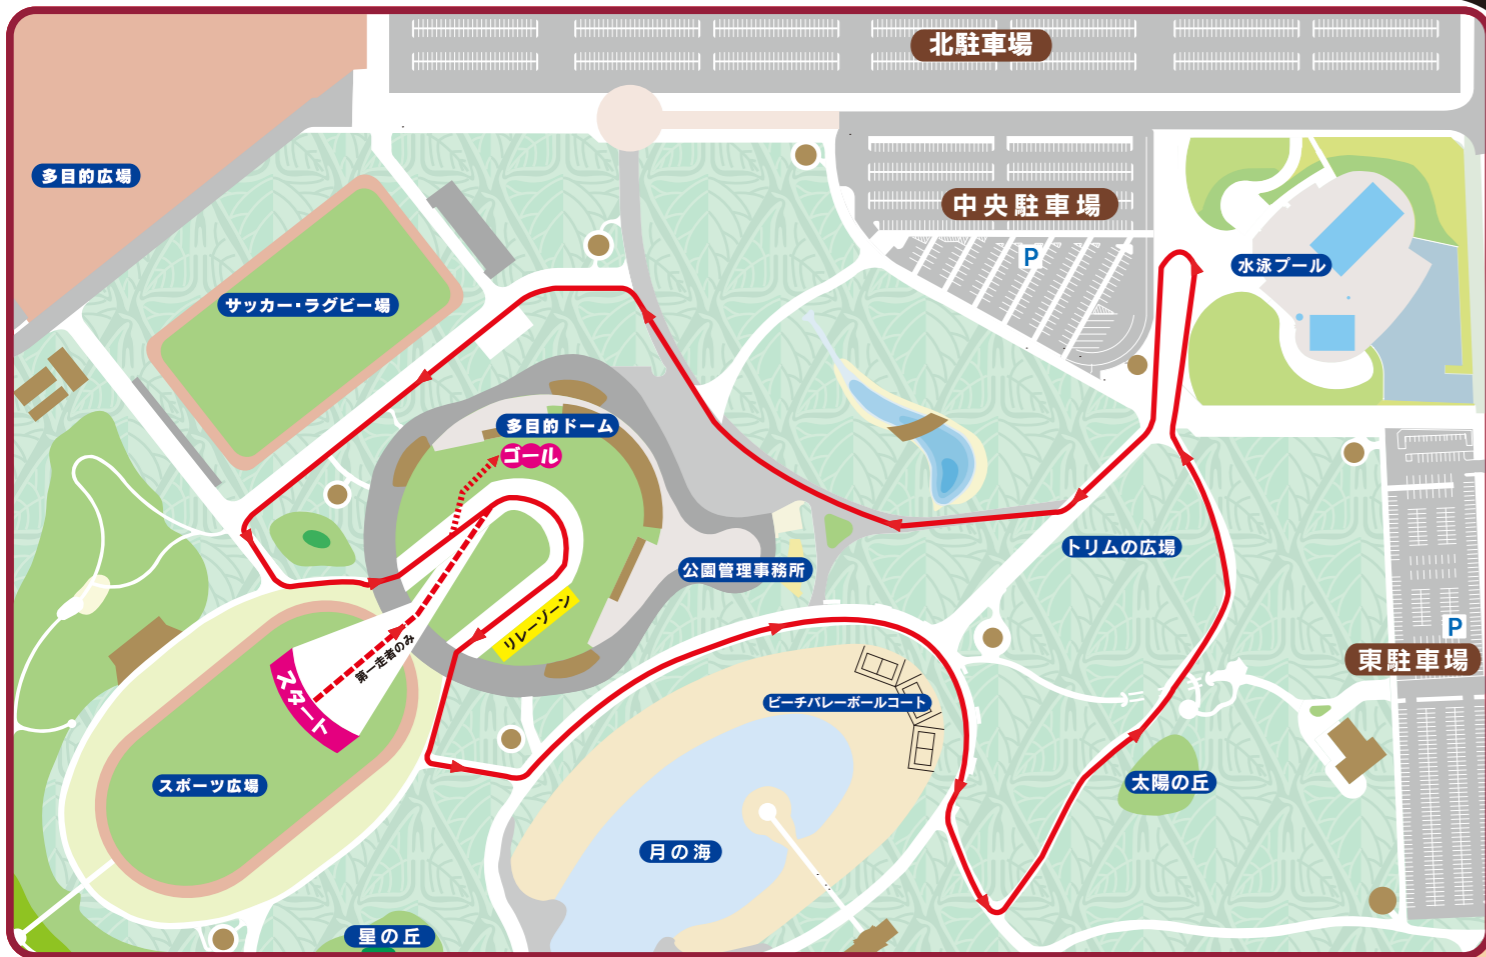 北駐車場
多目的広場
中央駐車場
P
水泳プール
サッカー・ラグビー場
多目的ドーム
ゴール
トリムの広場
公園管理事務所
リレーゾーン
P
第一走者のみ
東駐車場
スタート
ビーチバレーボールコート
スポーツ広場
太陽の丘
月の海
星の丘